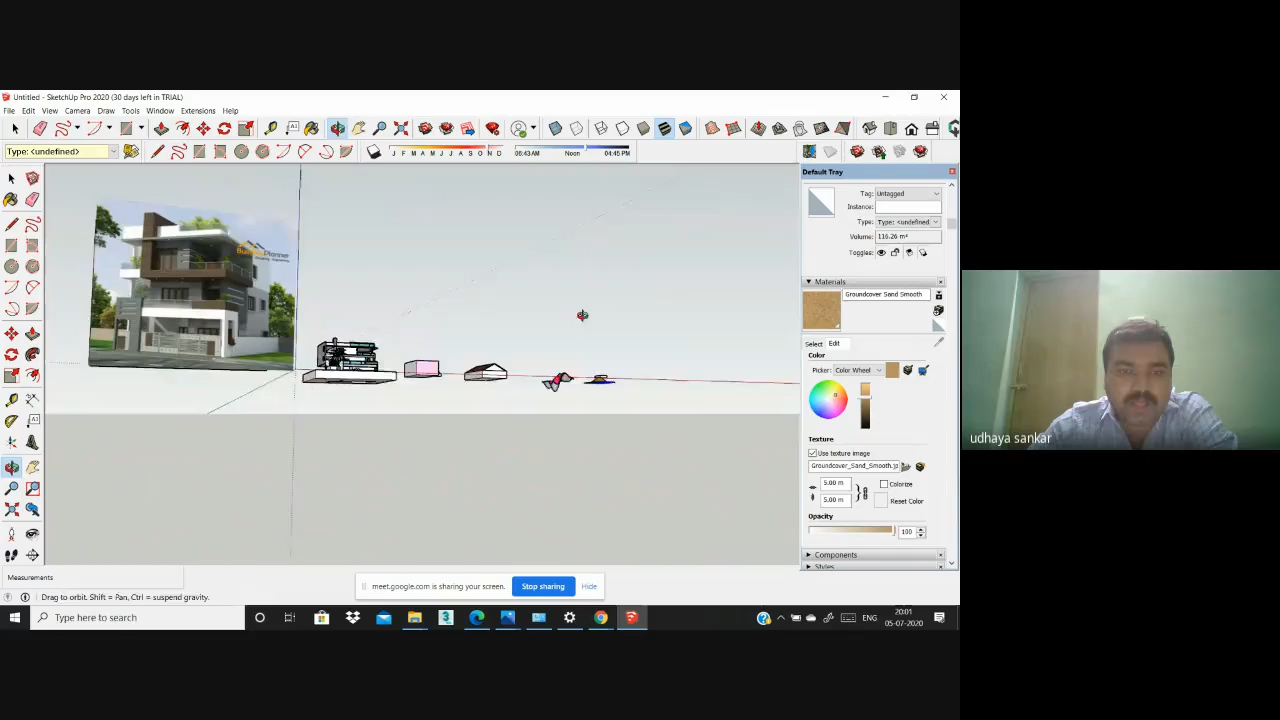 Untitled - SketchUp Pro 2020 (30 days left in TRIAL)
File Edit View Camera Draw Tools Window Extensions Help
Type: <undefined>
J F M A M J J A S O N D
06:43 AM Noon 04:45 PM
Default Tray
Tag: Untagged
Instance:
Type: Type: <undefined
Volume: 116.26 m³
Toggles:
Materials
Groundcover Sand Smooth
Select Edit
Color
Picker: Color Wheel
Texture
Use texture image
Groundcover_Sand_Smooth.jp
5.00 m
Colorize
5.00 m
Reset Color
Opacity
100
Components
Styles
Planner
Measurements
Drag to orbit. Shift = Pan, Ctrl = suspend gravity.
meet.google.com is sharing your screen.
Stop sharing
Hide
Type here to search
ENG
20:01
05-07-2020
udhaya sankar